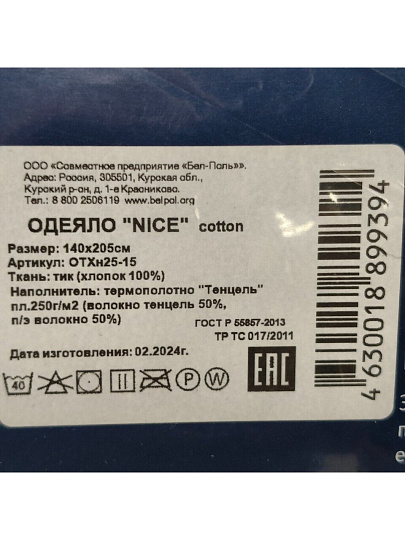 ООО «Совместное предприятие «Бел-Поль»».
Адрес: Россия, 305501, Курская обл.,
Курский р-он, д. 1-е Красниково.
Тел.: 8 800 2506119 www.belpol.org
ОДЕЯЛО "NICE" cotton
Размер: 140х205см
Артикул: ОТХн25-15
Ткань: тик (хлопок 100%)
Наполнитель: термополотно "Тенцель"
пл.250г/м2 (волокно тенцель 50%,
п/э волокно 50%)
ГОСТ Р 55857-2013
ТР ТС 017/2011
Дата изготовления: 02.2024г.
40 P W
EAC
4 630018 899394